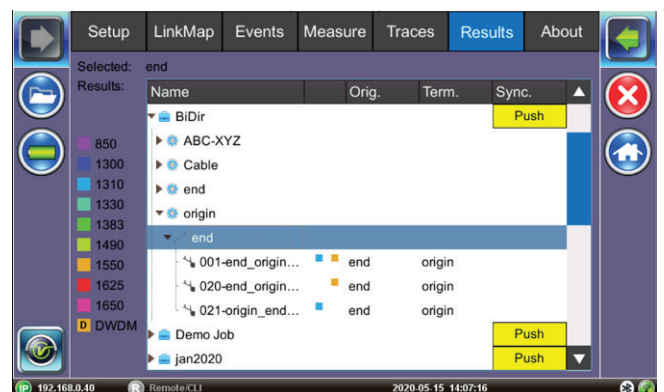 Setup LinkMap Events Measure Traces Results About
Selected: end
Results:
Name Orig. Term. Sync.
BiDir Push
850 ABC-XYZ
1300 Cable
1310 end
1330 origin
1383
1490 end
1550 001-end_origin... end origin
1625 020-end_origin... end origin
1650 021-origin_end... end origin
D DWDM Demo Job Push
jan2020 Push
IP 192.168.0.40 R Remote/CLI 2020-05-15 14:07:16